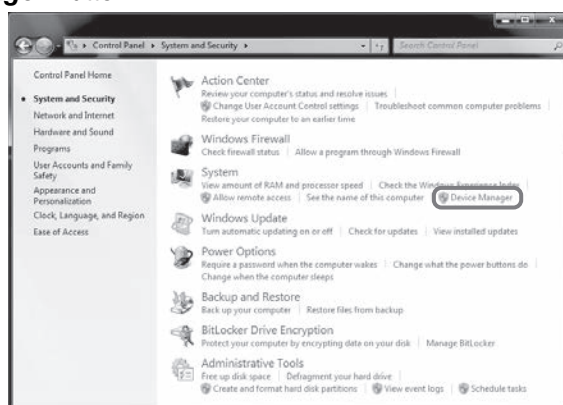 Control Panel ▸ System and Security ▸
Search Control Panel
Control Panel Home
System and Security
Network and Internet
Hardware and Sound
Programs
User Accounts and Family
Safety
Appearance and
Personalization
Clock, Language, and Region
Ease of Access
Action Center
Review your computer's status and resolve issues
Change User Account Control settings | Troubleshoot common computer problems
Restore your computer to an earlier time
Windows Firewall
Check firewall status | Allow a program through Windows Firewall
System
View amount of RAM and processor speed | Check the Windows Experience Index
Allow remote access | See the name of this computer | Device Manager
Windows Update
Turn automatic updating on or off | Check for updates | View installed updates
Power Options
Require a password when the computer wakes | Change what the power buttons do
Change when the computer sleeps
Backup and Restore
Back up your computer | Restore files from backup
BitLocker Drive Encryption
Protect your computer by encrypting data on your disk | Manage BitLocker
Administrative Tools
Free up disk space | Defragment your hard drive
Create and format hard disk partitions | View event logs | Schedule tasks